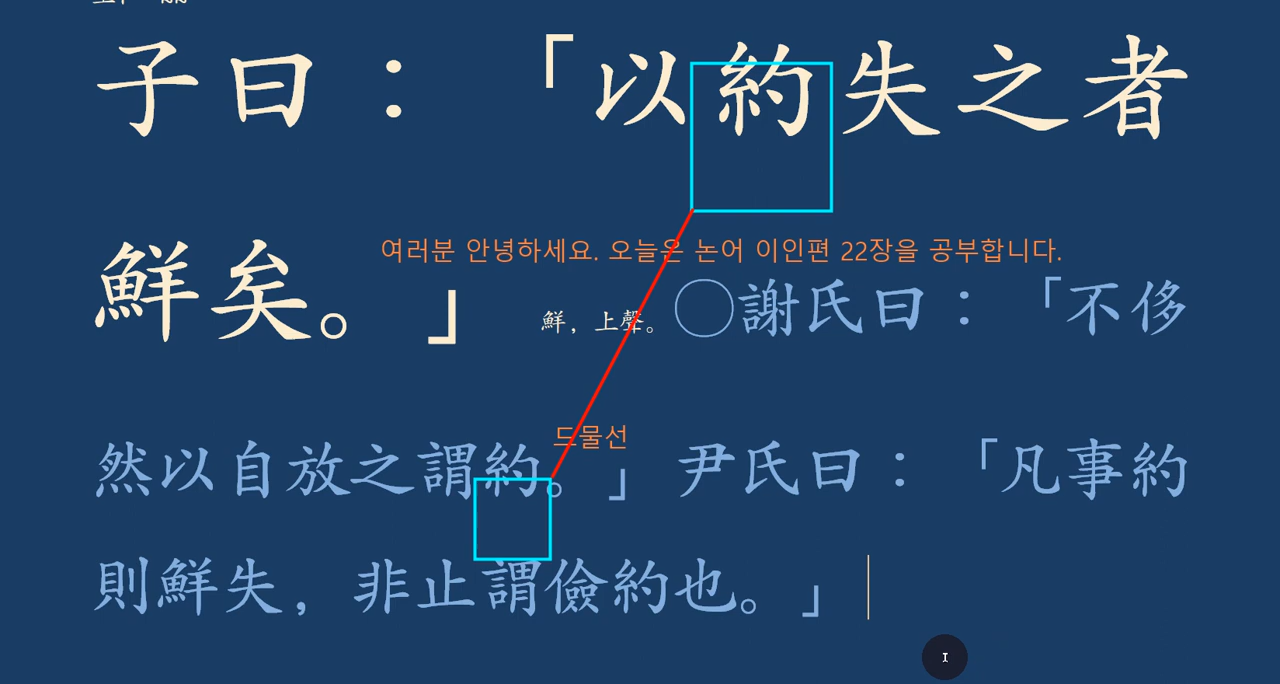 子曰：「以約失之者
鮮矣。」
여러분 안녕하세요. 오늘은 논어 이인편 22장을 공부합니다.
鮮，上聲。◯謝氏曰：「不侈
드물선
然以自放之謂約。」尹氏曰：「凡事約
則鮮失，非止謂儉約也。」